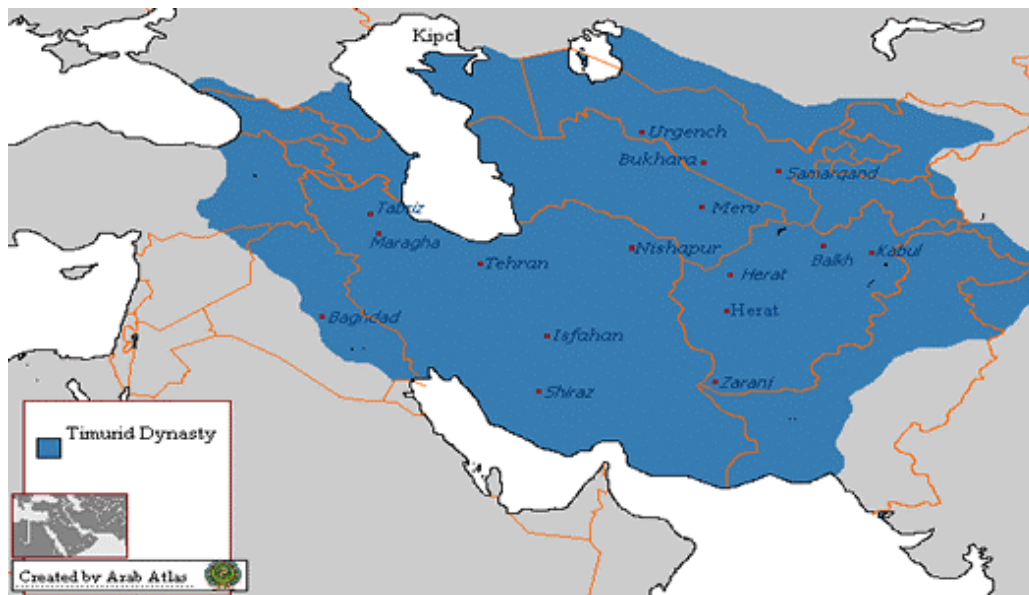 Kipcl
Urgench
Bukhara
Samarqand
Merv
Tabriz
Maragha
Nishapur
Balkh
Kabul
Tehran
Herat
Herat
Baghdad
Isfahan
Zarani
Shiraz
Timurid Dynasty
Created by Arab Atlas